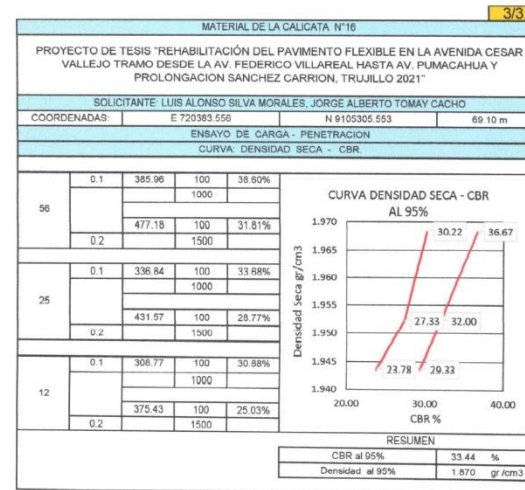 3/3
MATERIAL DE LA CALICATA N°16
PROYECTO DE TESIS "REHABILITACIÓN DEL PAVIMENTO FLEXIBLE EN LA AVENIDA CESAR
VALLEJO TRAMO DESDE LA AV. FEDERICO VILLAREAL HASTA AV. PUMACAHUA Y
PROLONGACION SANCHEZ CARRION, TRUJILLO 2021"
SOLICITANTE: LUIS ALONSO SILVA MORALES, JORGE ALBERTO TOMAY CACHO
COORDENADAS: E 720383.556 N 9105305.553 69.10 m
ENSAYO DE CARGA - PENETRACION
CURVA: DENSIDAD SECA - CBR.
56 0.1 385.96 100 38.60%
1000
477.18 100 31.81%
0.2 1500
25 0.1 336.84 100 33.68%
1000
431.57 100 28.77%
0.2 1500
12 0.1 308.77 100 30.88%
1000
375.43 100 25.03%
0.2 1500
CURVA DENSIDAD SECA - CBR
AL 95%
Densidad Seca gr/cm3
1.970
1.965
1.960
1.955
1.950
1.945
1.940
30.22 36.67
27.33 32.00
23.78 29.33
20.00 30.00 40.00
CBR %
RESUMEN
CBR al 95% 33.44 %
Densidad al 95% 1.870 gr/cm3